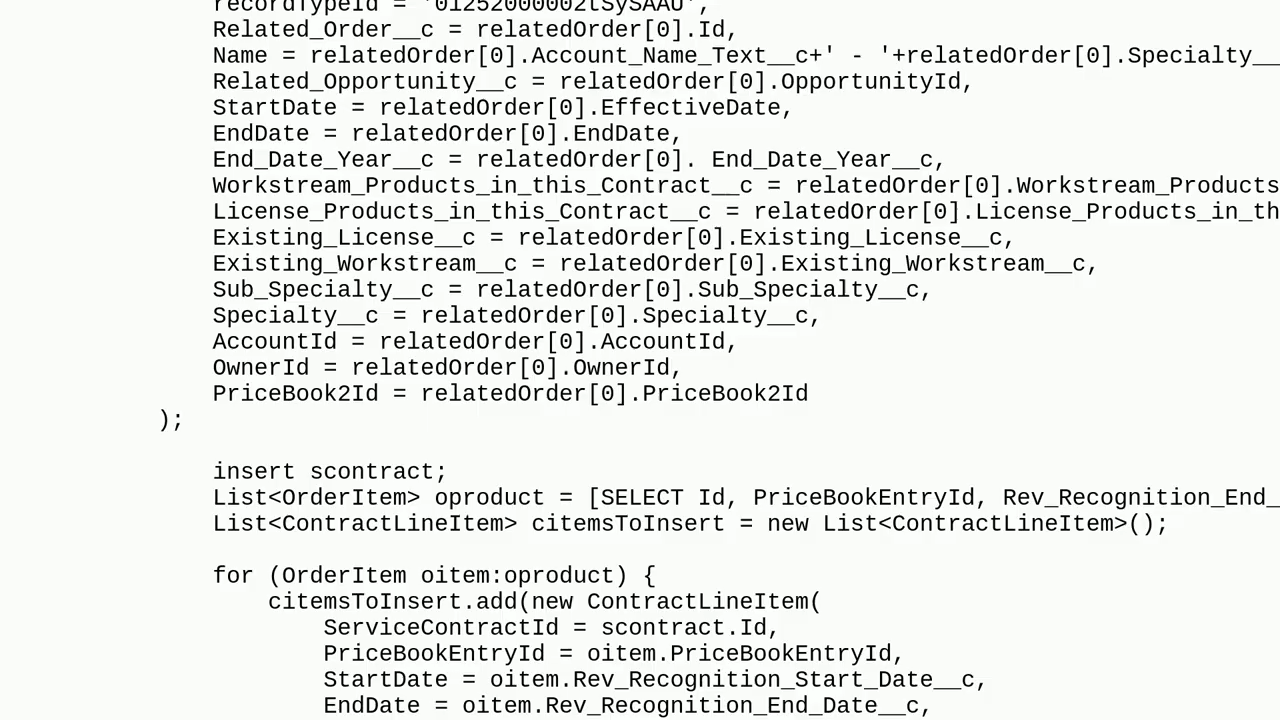 recordTypeId = '01252000002tSySAAU',
Related_Order__c = relatedOrder[0].Id,
Name = relatedOrder[0].Account_Name_Text__c+' - '+relatedOrder[0].Specialty__
Related_Opportunity__c = relatedOrder[0].OpportunityId,
StartDate = relatedOrder[0].EffectiveDate,
EndDate = relatedOrder[0].EndDate,
End_Date_Year__c = relatedOrder[0]. End_Date_Year__c,
Workstream_Products_in_this_Contract__c = relatedOrder[0].Workstream_Products
License_Products_in_this_Contract__c = relatedOrder[0].License_Products_in_th
Existing_License__c = relatedOrder[0].Existing_License__c,
Existing_Workstream__c = relatedOrder[0].Existing_Workstream__c,
Sub_Specialty__c = relatedOrder[0].Sub_Specialty__c,
Specialty__c = relatedOrder[0].Specialty__c,
AccountId = relatedOrder[0].AccountId,
OwnerId = relatedOrder[0].OwnerId,
PriceBook2Id = relatedOrder[0].PriceBook2Id
);
insert scontract;
List<OrderItem> oproduct = [SELECT Id, PriceBookEntryId, Rev_Recognition_End_
List<ContractLineItem> citemsToInsert = new List<ContractLineItem>();
for (OrderItem oitem:oproduct) {
citemsToInsert.add(new ContractLineItem(
ServiceContractId = scontract.Id,
PriceBookEntryId = oitem.PriceBookEntryId,
StartDate = oitem.Rev_Recognition_Start_Date__c,
EndDate = oitem.Rev_Recognition_End_Date__c,